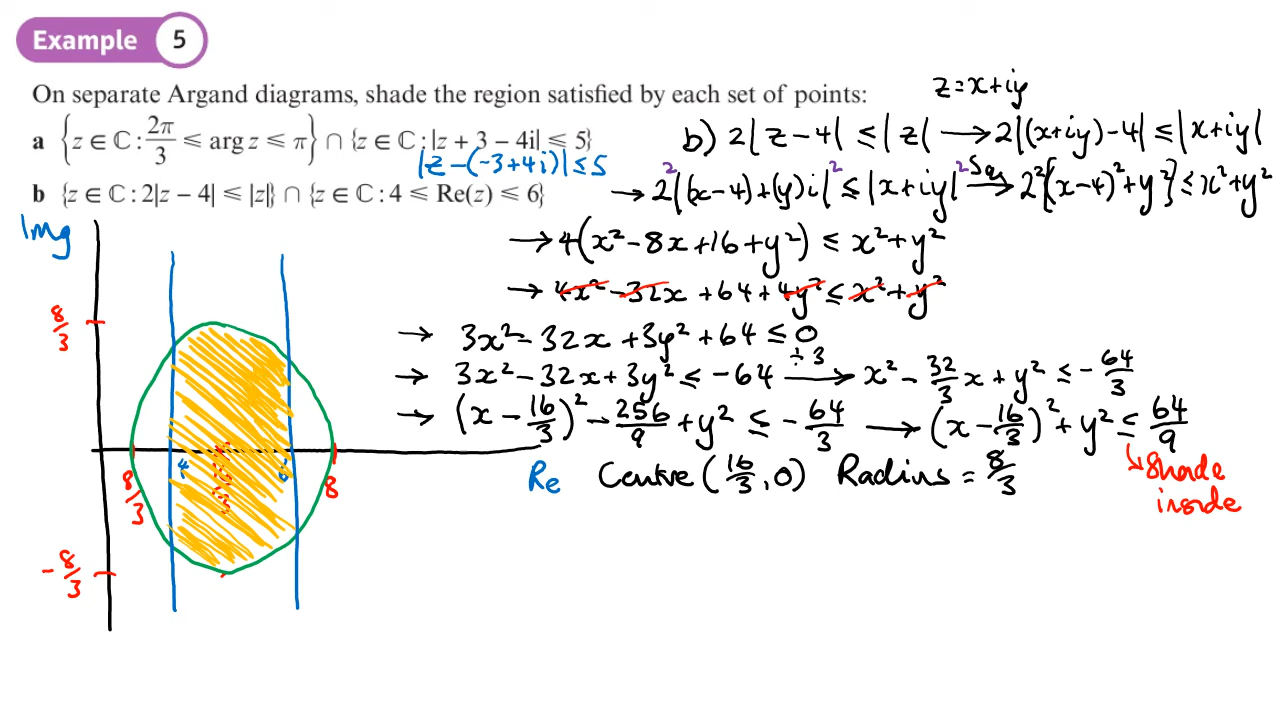 Example 5
On separate Argand diagrams, shade the region satisfied by each set of points:
z = x+iy
a {z ∈ ℂ : 2π/3 ⩽ arg z ⩽ π} ∩ {z ∈ ℂ : |z + 3 − 4i| ⩽ 5}
|z − (−3+4i)| ≤ 5
b {z ∈ ℂ : 2|z − 4| ⩽ |z|} ∩ {z ∈ ℂ : 4 ⩽ Re(z) ⩽ 6}
b) 2|z−4| ≤ |z| → 2|(x+iy)−4| ≤ |x+iy|
→ 2²|(x−4)+(y)i|² ≤ |x+iy|² Sq → 2²[(x−4)²+y²] ≤ x²+y²
→ 4(x²−8x+16+y²) ≤ x²+y²
→ 4x²−32x+64+4y² ≤ x²+y²
→ 3x²−32x+3y²+64 ≤ 0
→ 3x²−32x+3y² ≤ −64 ÷3 → x²−32/3x+y² ≤ −64/3
→ (x−16/3)²−256/9+y² ≤ −64/3 → (x−16/3)²+y² ≤ 64/9
Centre (16/3, 0) Radius = 8/3
↳ Shade
inside
Img
8/3
8/3
4
6
8
Re
−8/3